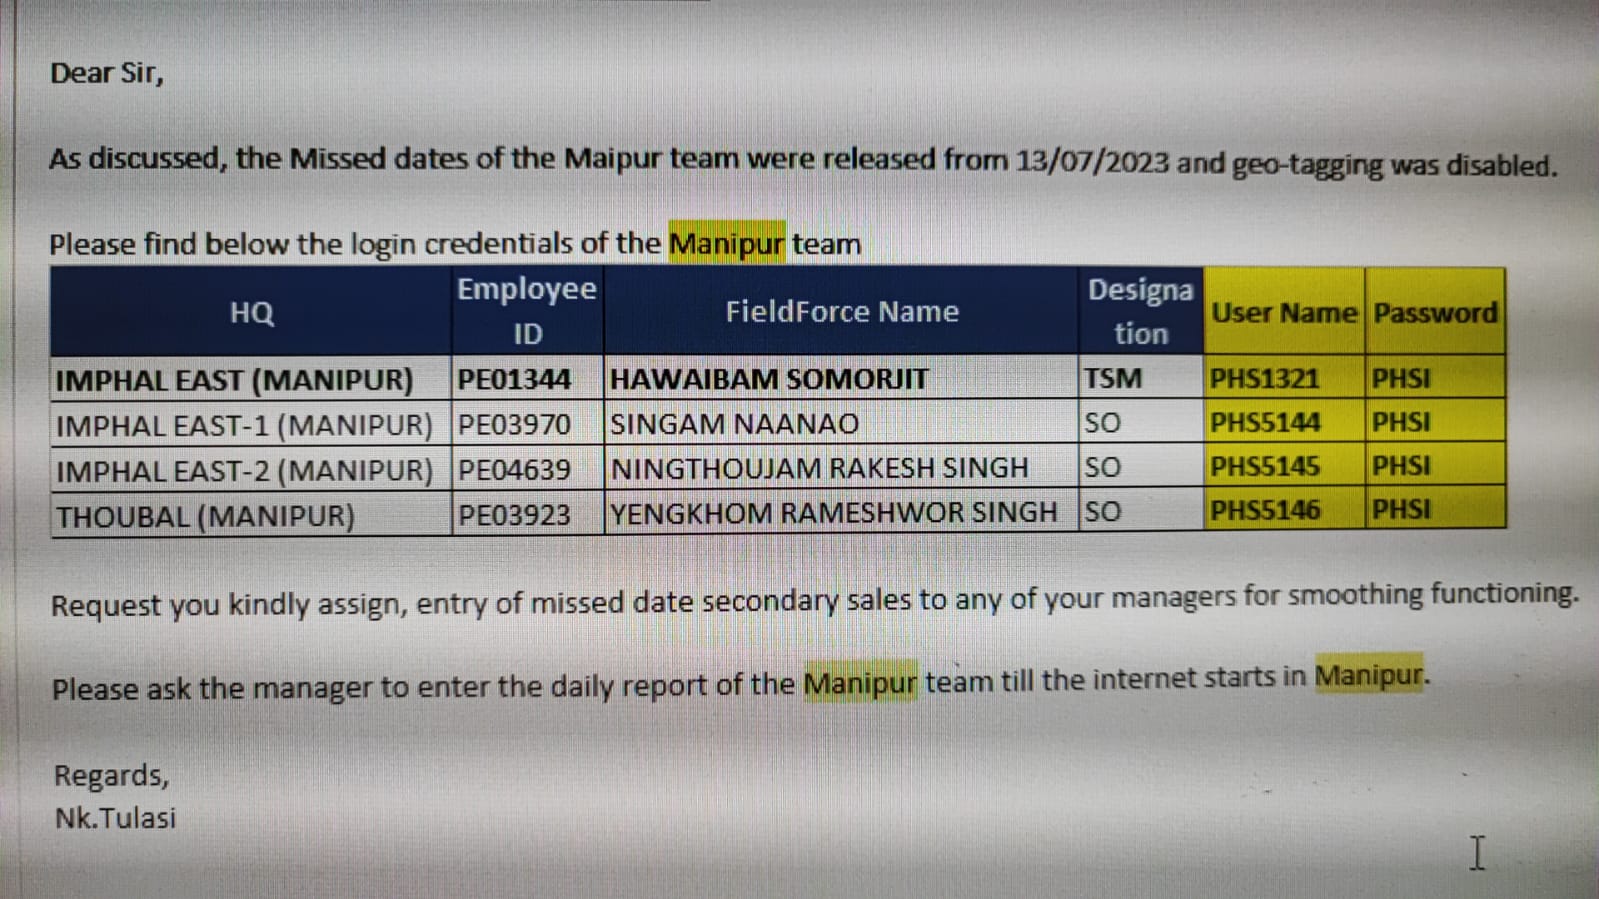 Dear Sir,
As discussed, the Missed dates of the Maipur team were released from 13/07/2023 and geo-tagging was disabled.
Please find below the login credentials of the Manipur team
HQ Employee ID FieldForce Name Designa tion User Name Password
IMPHAL EAST (MANIPUR) PE01344 HAWAIBAM SOMORJIT TSM PHS1321 PHSI
IMPHAL EAST-1 (MANIPUR) PE03970 SINGAM NAANAO SO PHS5144 PHSI
IMPHAL EAST-2 (MANIPUR) PE04639 NINGTHOUJAM RAKESH SINGH SO PHS5145 PHSI
THOUBAL (MANIPUR) PE03923 YENGKHOM RAMESHWOR SINGH SO PHS5146 PHSI
Request you kindly assign, entry of missed date secondary sales to any of your managers for smoothing functioning.
Please ask the manager to enter the daily report of the Manipur team till the internet starts in Manipur.
Regards,
Nk.Tulasi